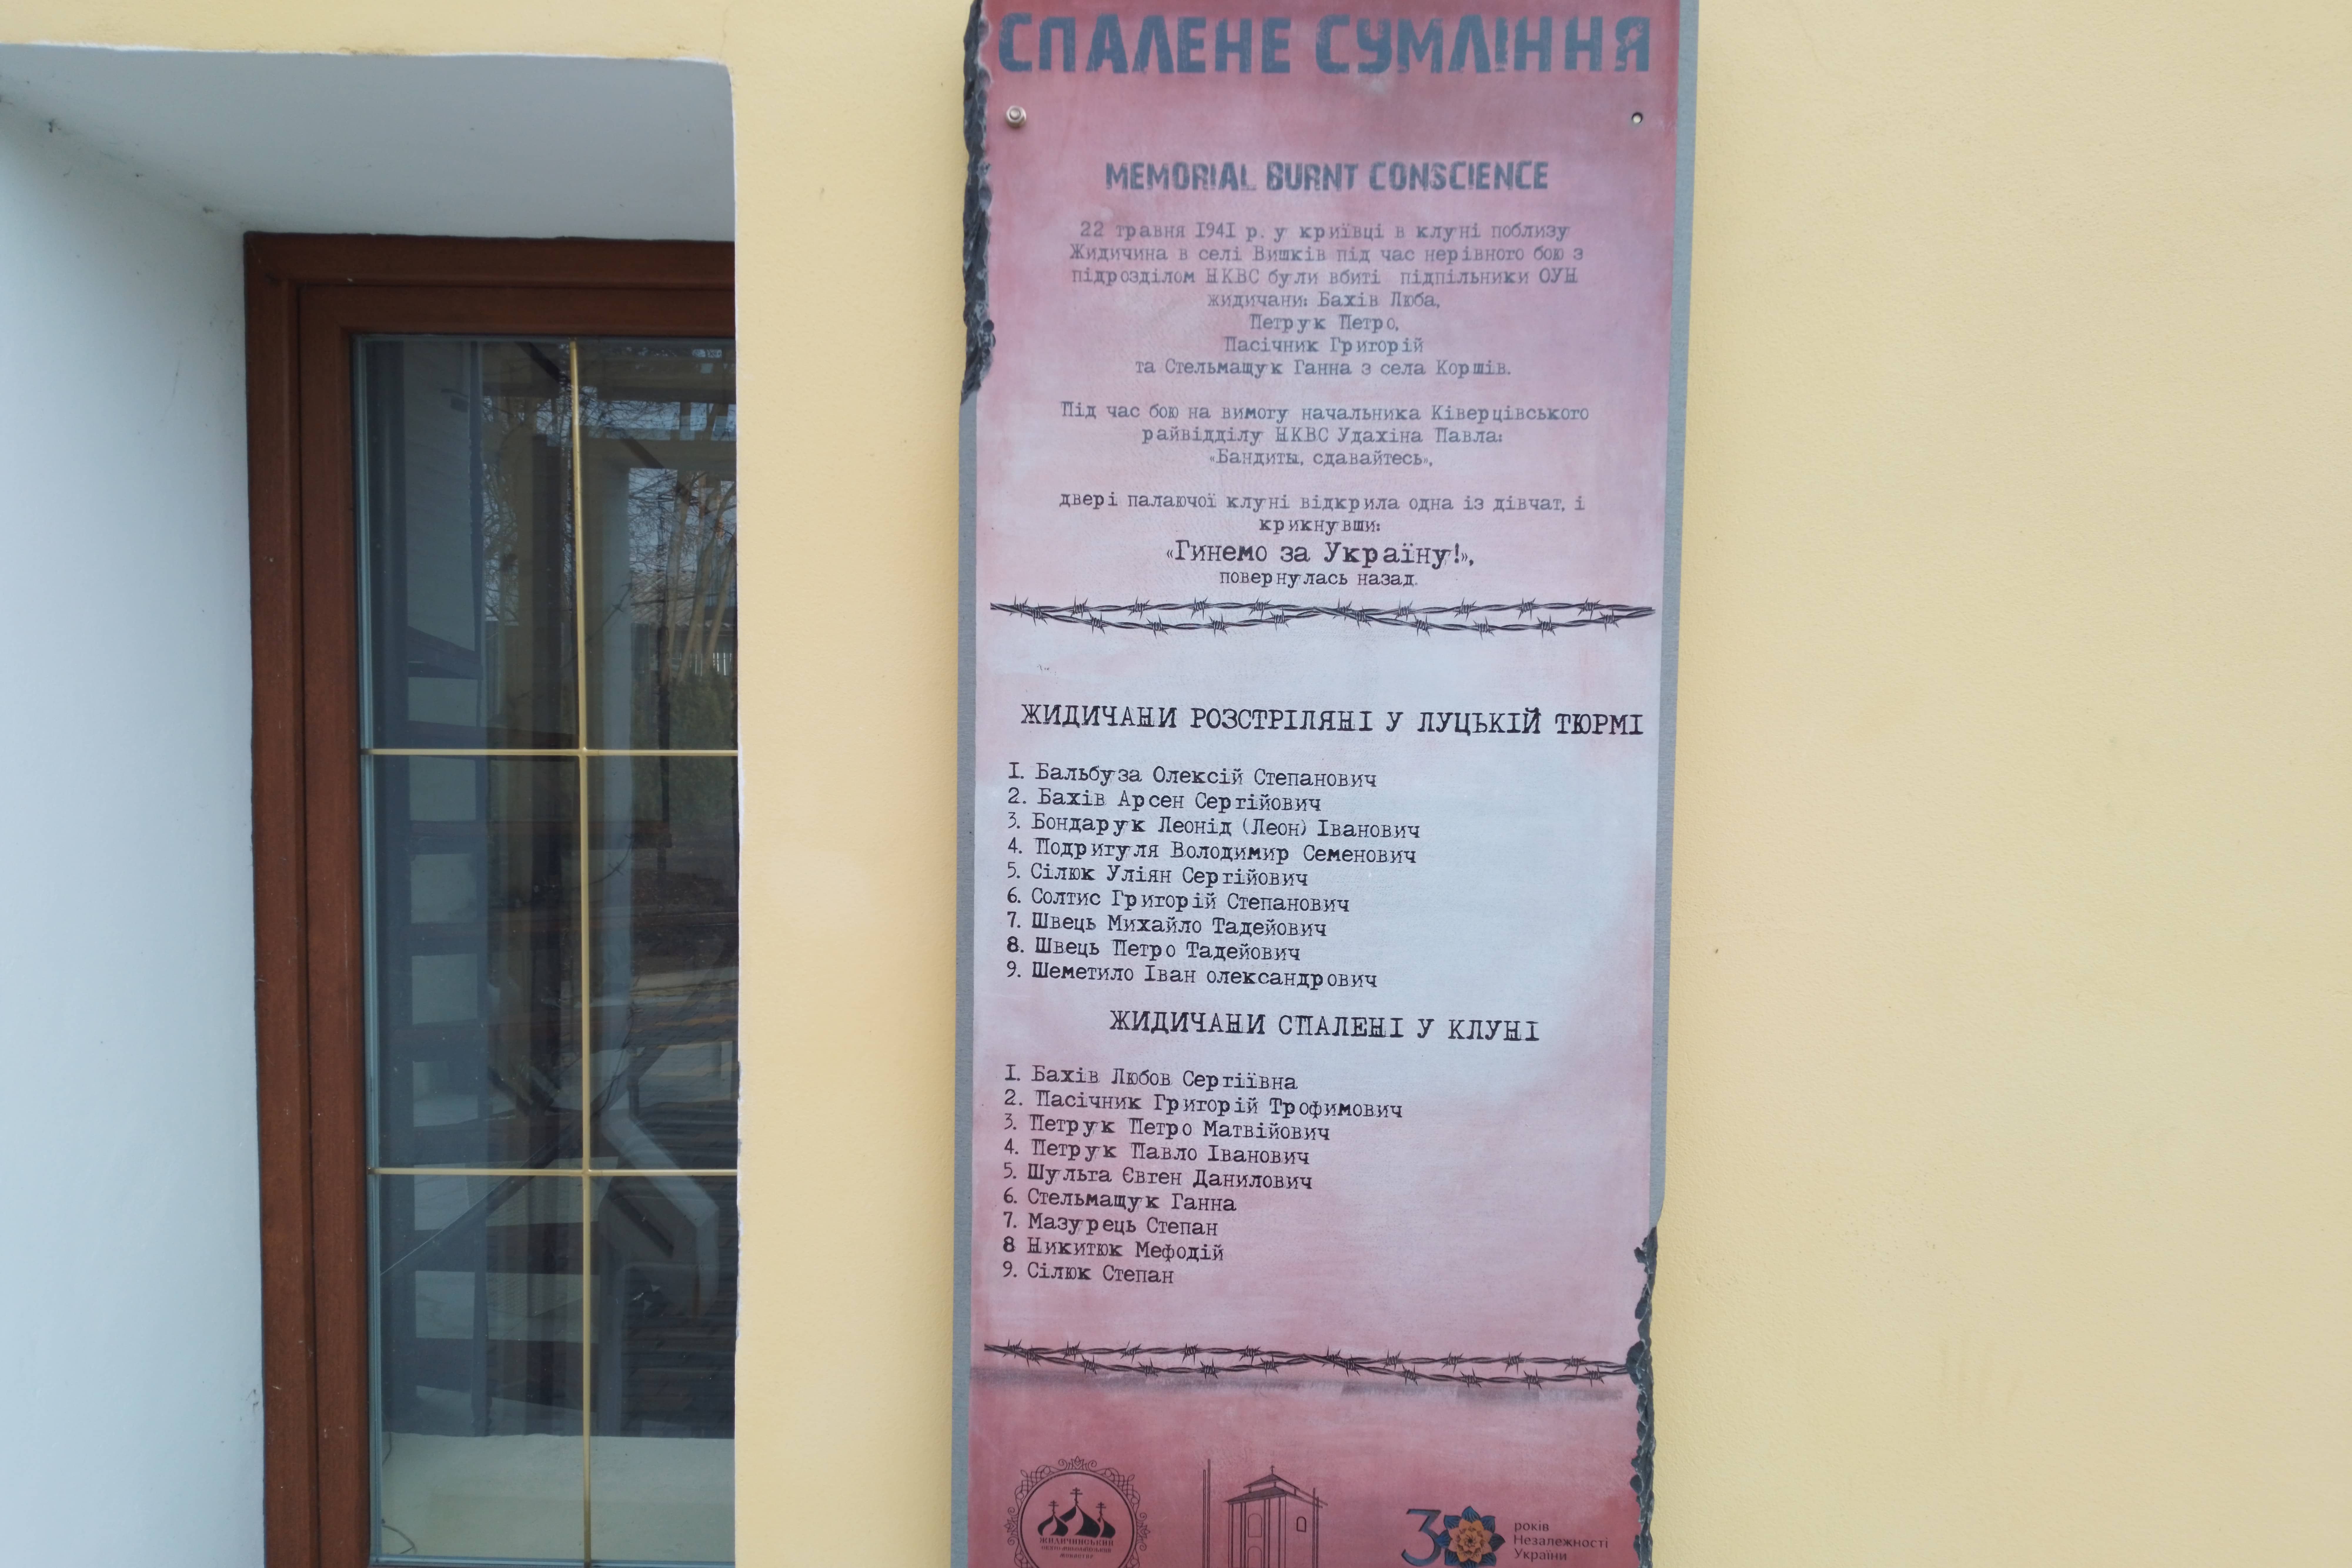 СПАЛЕНЕ СУМЛІННЯ
MEMORIAL BURNT CONSCIENCE
22 травня 1941 р. у криївці в клуні поблизу
Жидичина в селі Вишків під час нерівного бою з
підрозділом НКВС були вбиті підпільники ОУН
жидичани: Бахів Люба,
Петрук Петро,
Пасічник Григорій
та Стельмащук Ганна з села Коршів.
Під час бою на вимогу начальника Ківерцівського
райвідділу НКВС Удахіна Павла:
«Бандиты, сдавайтесь»,
двері палаючої клуні відкрила одна із дівчат, і
крикнувши:
«Гинемо за Україну!»,
повернулась назад.
ЖИДИЧАНИ РОЗСТРІЛЯНІ У ЛУЦЬКІЙ ТЮРМІ
1. Бальбуза Олексій Степанович
2. Бахів Арсен Сергійович
3. Бондарук Леонід (Леон) Іванович
4. Подригуля Володимир Семенович
5. Сілюк Уліян Сергійович
6. Солтис Григорій Степанович
7. Швець Михайло Тадейович
8. Швець Петро Тадейович
9. Шеметило Іван олександрович
ЖИДИЧАНИ СПАЛЕНІ У КЛУНІ
1. Бахів Любов Сергіївна
2. Пасічник Григорій Трофимович
3. Петрук Петро Матвійович
4. Петрук Павло Іванович
5. Шульга Євген Данилович
6. Стельмащук Ганна
7. Мазурець Степан
8 Никитюк Мефодій
9. Сілюк Степан
ЖИДИЧИНСЬКИЙ
монастир
30 років
Незалежності
України